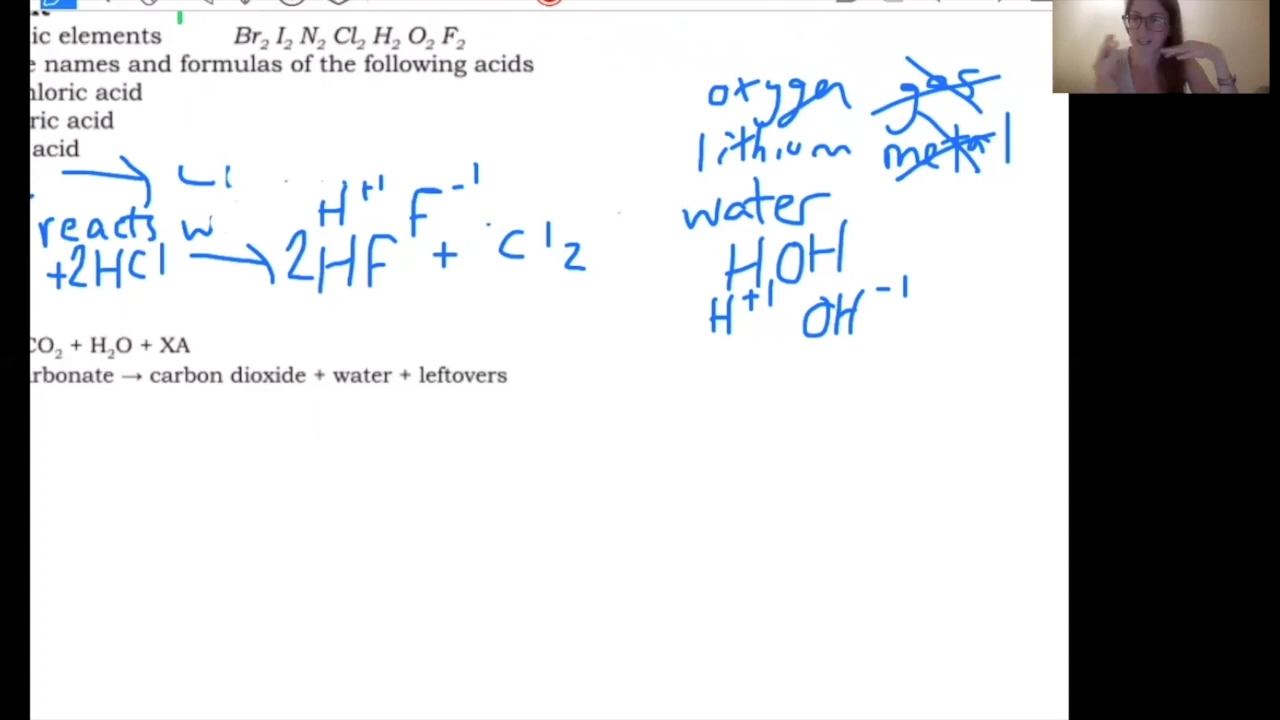 ic elements Br₂ I₂ N₂ Cl₂ H₂ O₂ F₂
e names and formulas of the following acids
loric acid
ric acid
acid
oxygen gas
lithium metal
→ Li
water
H⁺¹ F⁻¹
reacts w
+2HCl → 2HF + Cl₂
HOH
H⁺¹ OH⁻¹
CO₂ + H₂O + XA
rbonate → carbon dioxide + water + leftovers